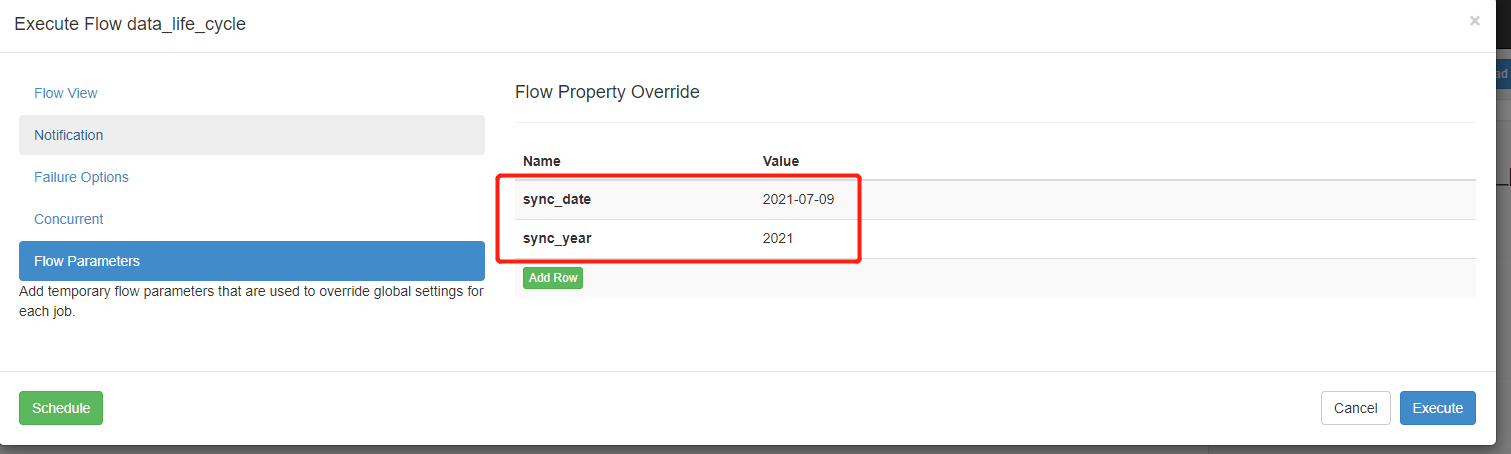 Execute Flow data_life_cycle
×
Flow View
Notification
Failure Options
Concurrent
Flow Parameters
Add temporary flow parameters that are used to override global settings for
each job.
Flow Property Override
Name Value
sync_date 2021-07-09
sync_year 2021
Add Row
Schedule
Cancel Execute
ad